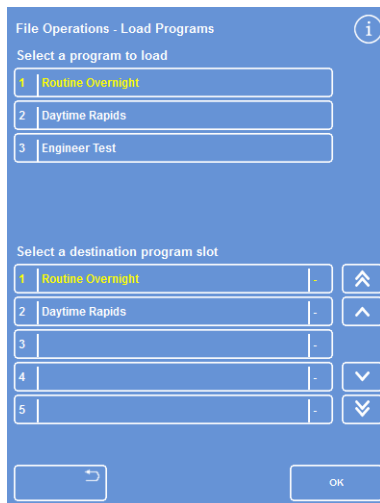 File Operations - Load Programs
i
Select a program to load
1 Routine Overnight
2 Daytime Rapids
3 Engineer Test
Select a destination program slot
1 Routine Overnight -
2 Daytime Rapids -
3 -
4 -
5 -
OK